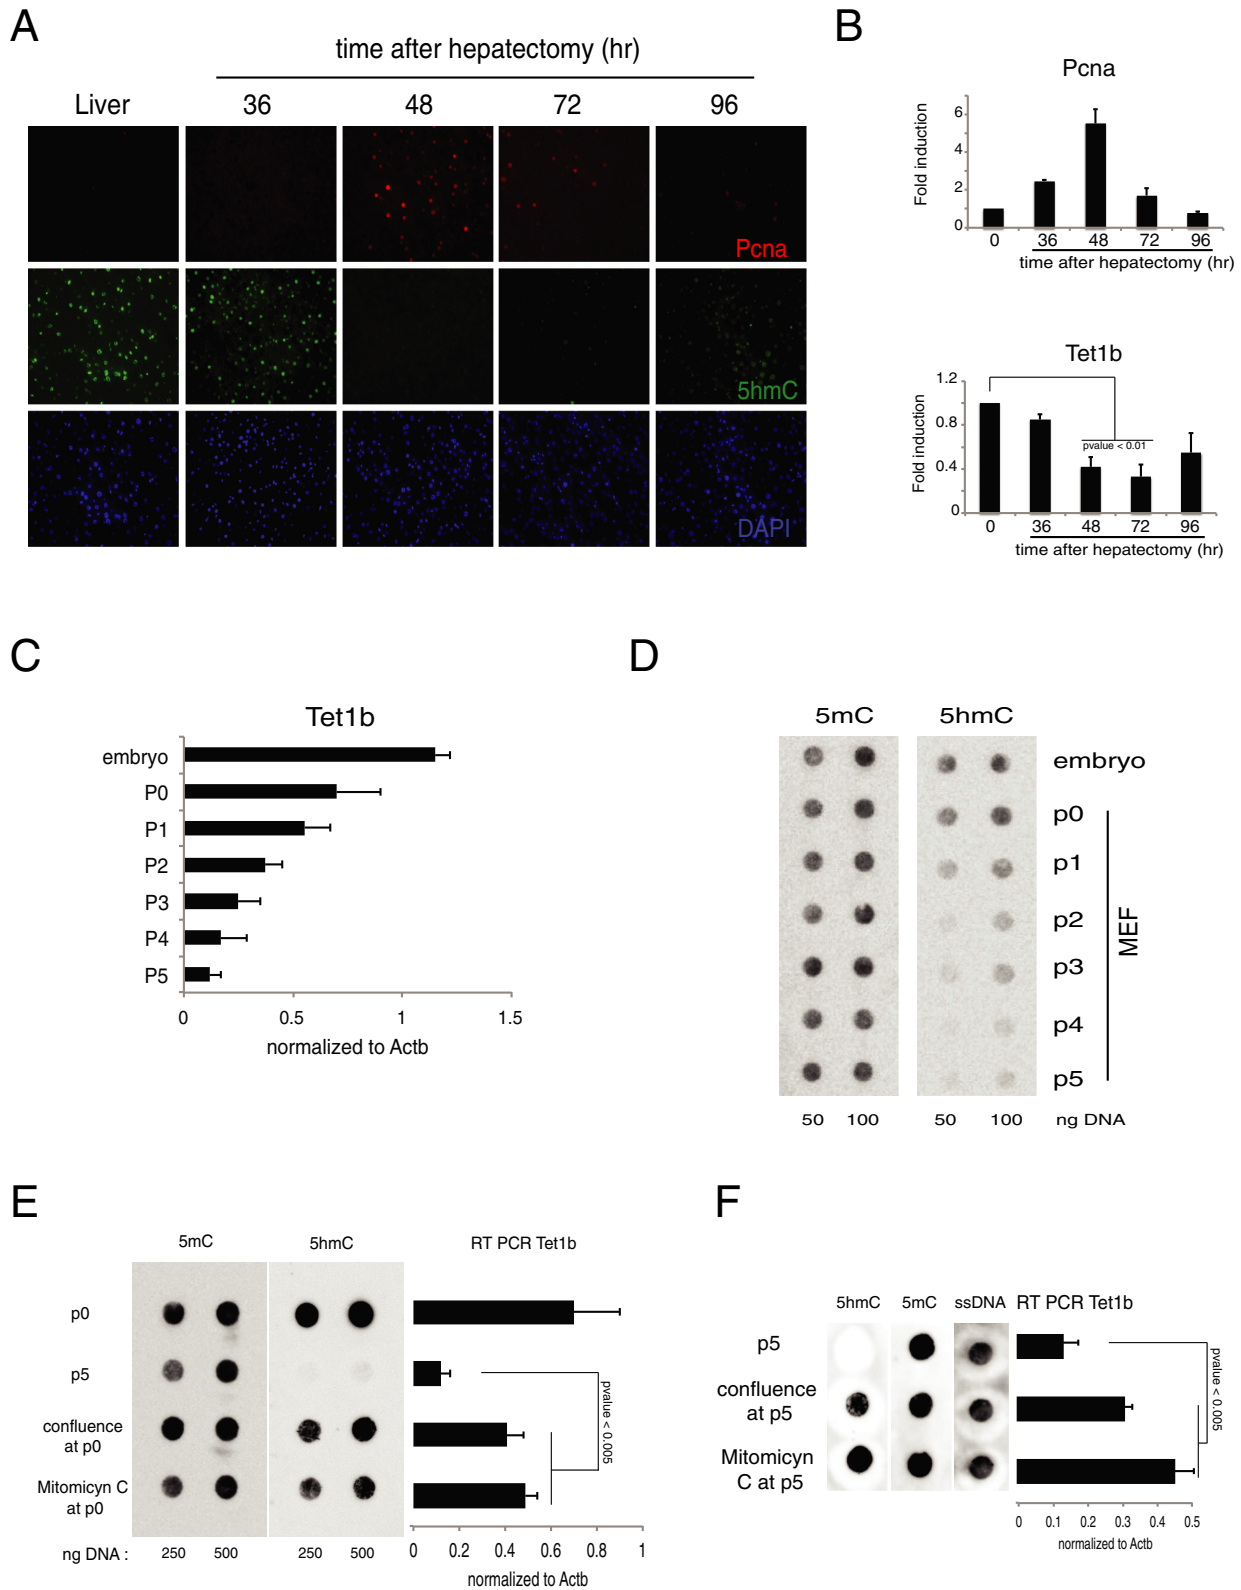 A
time after hepatectomy (hr)
Liver 36 48 72 96
Pcna
5hmC
DAPI
B
Pcna
Fold induction
6
4
2
0
0 36 48 72 96
time after hepatectomy (hr)
Tet1b
Fold induction
1.2
0.8
0.4
0
pvalue < 0.01
0 36 48 72 96
time after hepatectomy (hr)
C
Tet1b
embryo
P0
P1
P2
P3
P4
P5
0 0.5 1 1.5
normalized to Actb
D
5mC 5hmC
embryo
p0
p1
p2
p3
p4
p5
MEF
50 100 50 100 ng DNA
E
5mC 5hmC RT PCR Tet1b
p0
p5
confluence
at p0
Mitomicyn C
at p0
pvalue < 0.005
ng DNA : 250 500 250 500
0 0.2 0.4 0.6 0.8 1
normalized to Actb
F
5hmC 5mC ssDNA RT PCR Tet1b
p5
confluence
at p5
Mitomicyn
C at p5
pvalue < 0.005
0 0.1 0.2 0.3 0.4 0.5
normalized to Actb